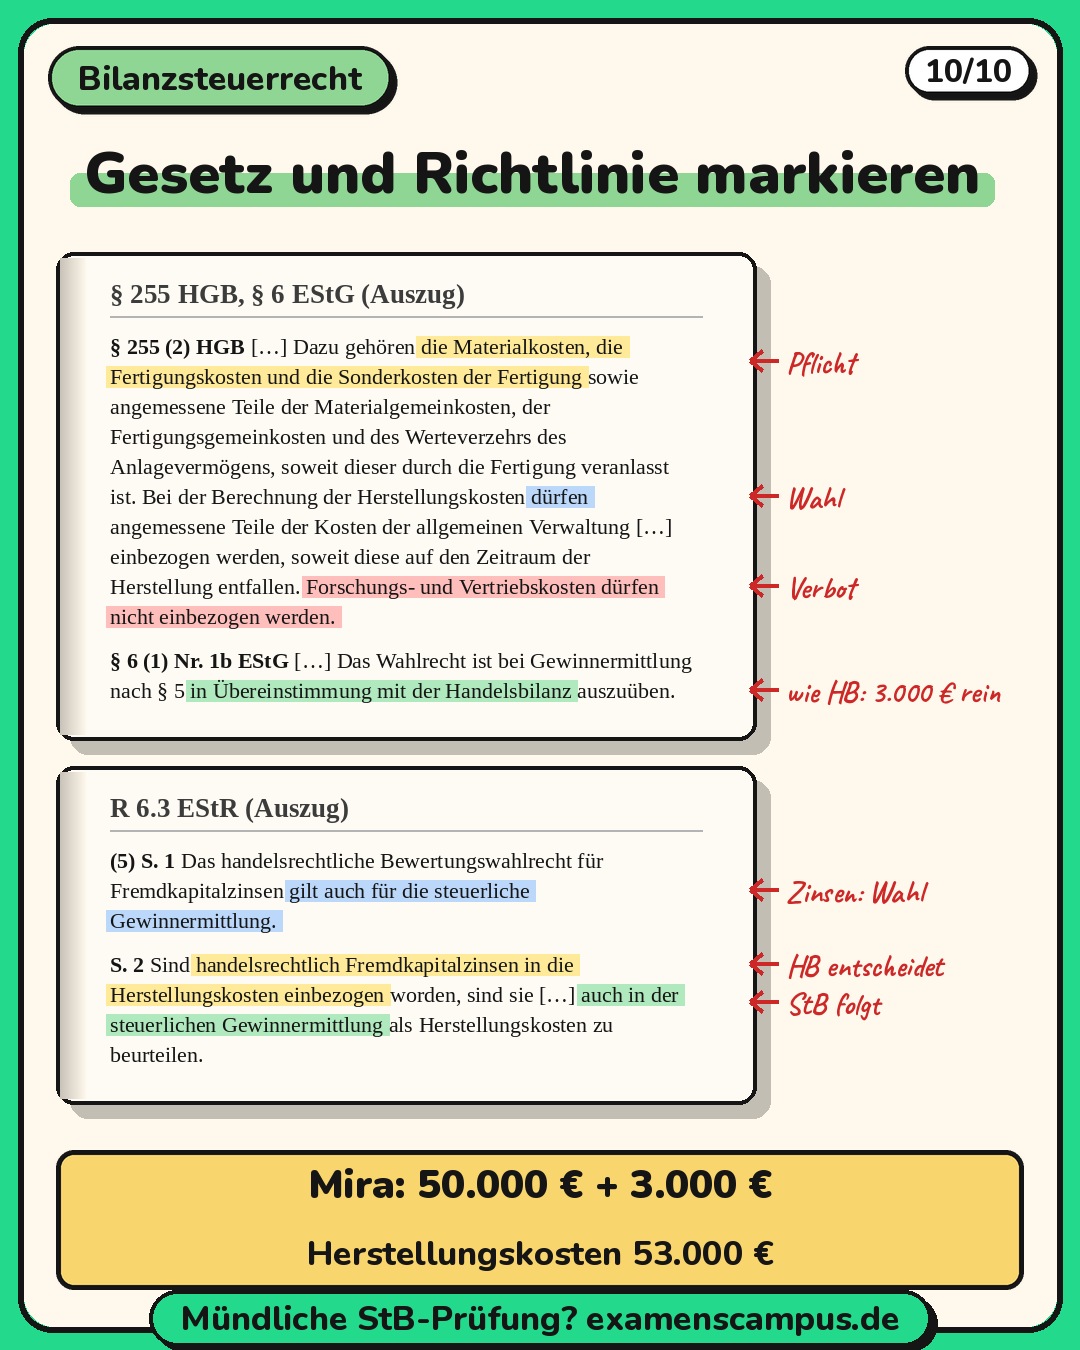 Bilanzsteuerrecht
10/10
Gesetz und Richtlinie markieren
§ 255 HGB, § 6 EStG (Auszug)
§ 255 (2) HGB […] Dazu gehören die Materialkosten, die
Fertigungskosten und die Sonderkosten der Fertigung sowie
angemessene Teile der Materialgemeinkosten, der
Fertigungsgemeinkosten und des Werteverzehrs des
Anlagevermögens, soweit dieser durch die Fertigung veranlasst
ist. Bei der Berechnung der Herstellungskosten dürfen
angemessene Teile der Kosten der allgemeinen Verwaltung […]
einbezogen werden, soweit diese auf den Zeitraum der
Herstellung entfallen. Forschungs- und Vertriebskosten dürfen
nicht einbezogen werden.
§ 6 (1) Nr. 1b EStG […] Das Wahlrecht ist bei Gewinnermittlung
nach § 5 in Übereinstimmung mit der Handelsbilanz auszuüben.
Pflicht
Wahl
Verbot
wie HB: 3.000 € rein
R 6.3 EStR (Auszug)
(5) S. 1 Das handelsrechtliche Bewertungswahlrecht für
Fremdkapitalzinsen gilt auch für die steuerliche
Gewinnermittlung.
S. 2 Sind handelsrechtlich Fremdkapitalzinsen in die
Herstellungskosten einbezogen worden, sind sie […] auch in der
steuerlichen Gewinnermittlung als Herstellungskosten zu
beurteilen.
Zinsen: Wahl
HB entscheidet
StB folgt
Mira: 50.000 € + 3.000 €
Herstellungskosten 53.000 €
Mündliche StB-Prüfung? examenscampus.de